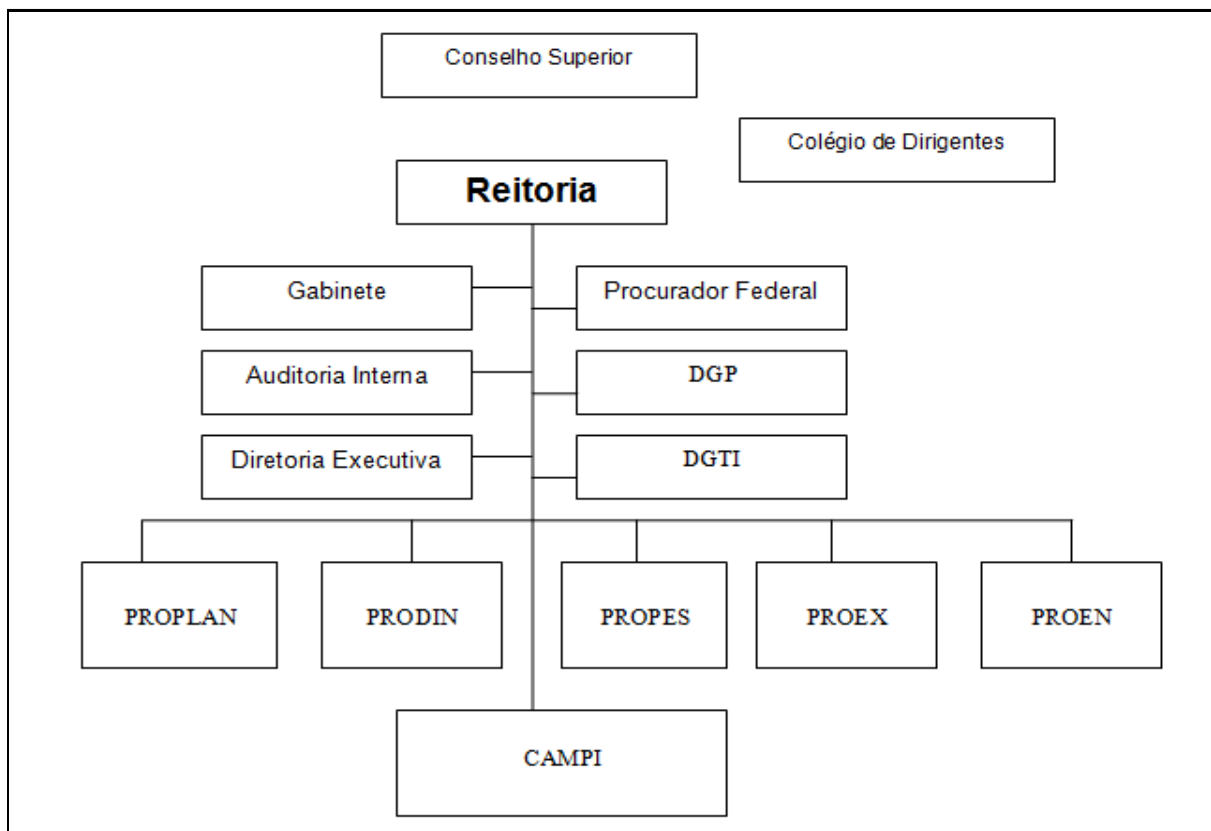 Conselho Superior
Colégio de Dirigentes
Reitoria
Gabinete
Procurador Federal
Auditoria Interna
DGP
Diretoria Executiva
DGTI
PROPLAN
PRODIN
PROPES
PROEX
PROEN
CAMPI